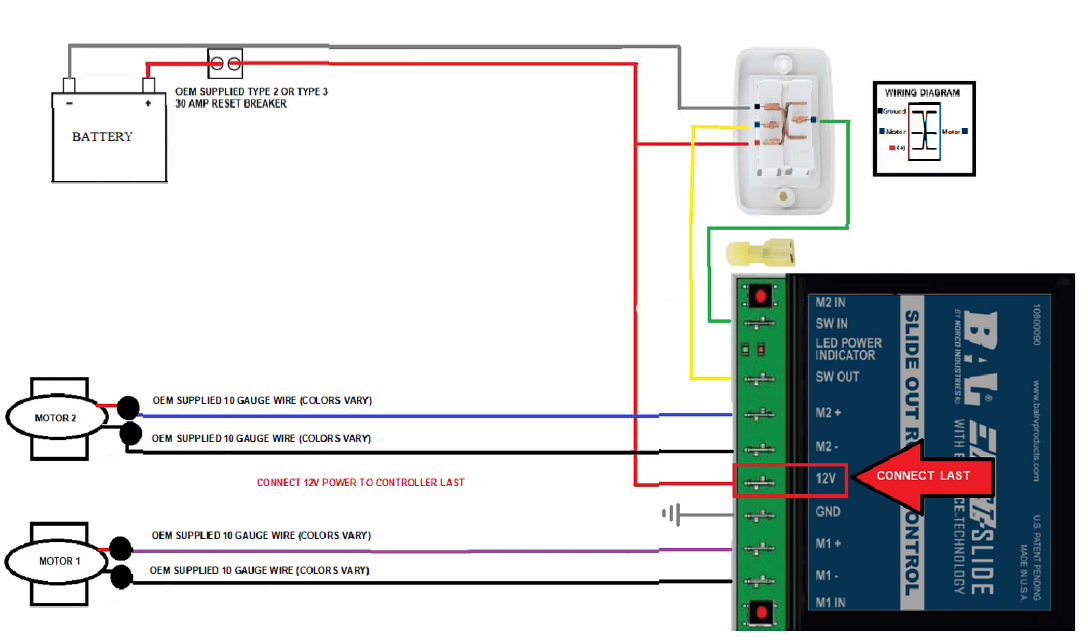 OEM SUPPLIED TYPE 2 OR TYPE 3
30 AMP RESET BREAKER
- +
BATTERY
WIRING DIAGRAM
Ground
Motor
Motor
(+)
M2 IN
SW IN
LED POWER
INDICATOR
SW OUT
M2 +
M2 -
12V
GND
M1 +
M1 -
M1 IN
SLIDE OUT R
CONTROL
BAL
BY NORCO INDUSTRIES
WITH E
CE.TECHNOLOGY
SLIDE
10800090
www.balrvproducts.com
U.S. PATENT PENDING
MADE IN U.S.A.
CONNECT LAST
OEM SUPPLIED 10 GAUGE WIRE (COLORS VARY)
MOTOR 2
OEM SUPPLIED 10 GAUGE WIRE (COLORS VARY)
CONNECT 12V POWER TO CONTROLLER LAST
OEM SUPPLIED 10 GAUGE WIRE (COLORS VARY)
MOTOR 1
OEM SUPPLIED 10 GAUGE WIRE (COLORS VARY)